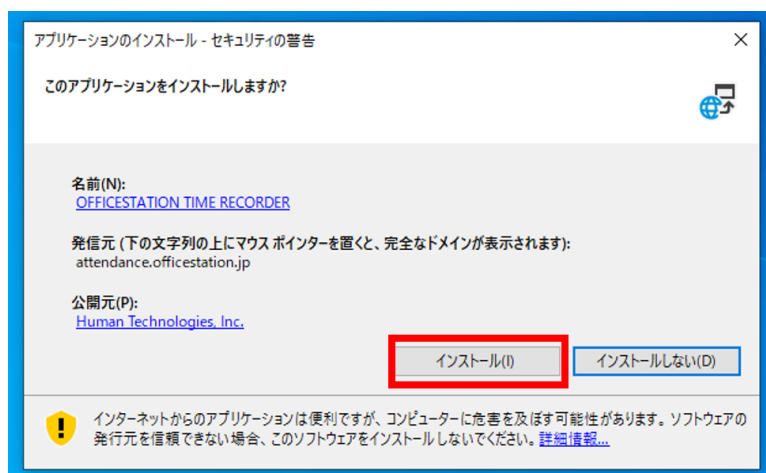 アプリケーションのインストール - セキュリティの警告
このアプリケーションをインストールしますか?
名前(N):
OFFICESTATION TIME RECORDER
発信元 (下の文字列の上にマウス ポインターを置くと、完全なドメインが表示されます):
attendance.officestation.jp
公開元(P):
Human Technologies, Inc.
インストール(I)
インストールしない(D)
インターネットからのアプリケーションは便利ですが、コンピューターに危害を及ぼす可能性があります。ソフトウェアの
発行元を信頼できない場合、このソフトウェアをインストールしないでください。詳細情報...